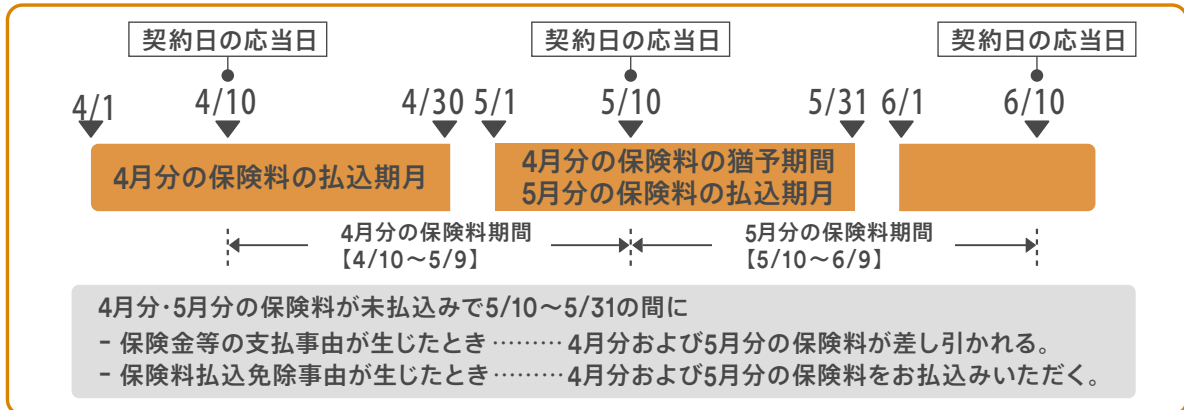 契約日の応当日 契約日の応当日 契約日の応当日
4/1 4/10 4/30 5/1 5/10 5/31 6/1 6/10
4月分の保険料の払込期月
4月分の保険料の猶予期間
5月分の保険料の払込期月
4月分の保険料期間
【4/10～5/9】
5月分の保険料期間
【5/10～6/9】
4月分・5月分の保険料が未払込みで5/10～5/31の間に
- 保険金等の支払事由が生じたとき ……… 4月分および5月分の保険料が差し引かれる。
- 保険料払込免除事由が生じたとき ……… 4月分および5月分の保険料をお払込みいただく。